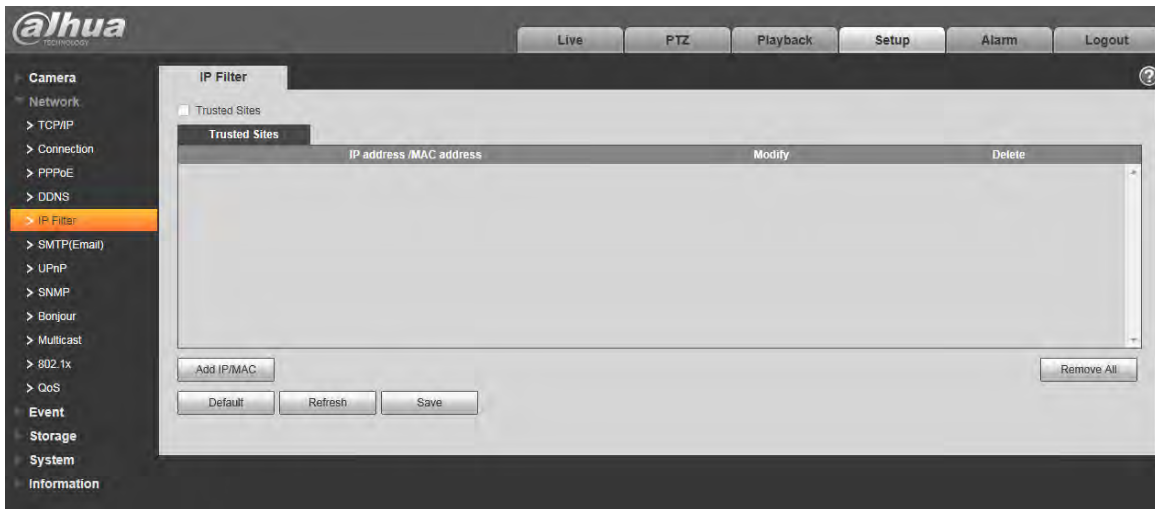 alhua
TECHNOLOGY
Live PTZ Playback Setup Alarm Logout
Camera
Network
> TCP/IP
> Connection
> PPPoE
> DDNS
> IP Filter
> SMTP(Email)
> UPnP
> SNMP
> Bonjour
> Multicast
> 802.1x
> QoS
Event
Storage
System
Information
IP Filter
?
Trusted Sites
Trusted Sites
IP address /MAC address Modify Delete
Add IP/MAC Remove All
Default Refresh Save